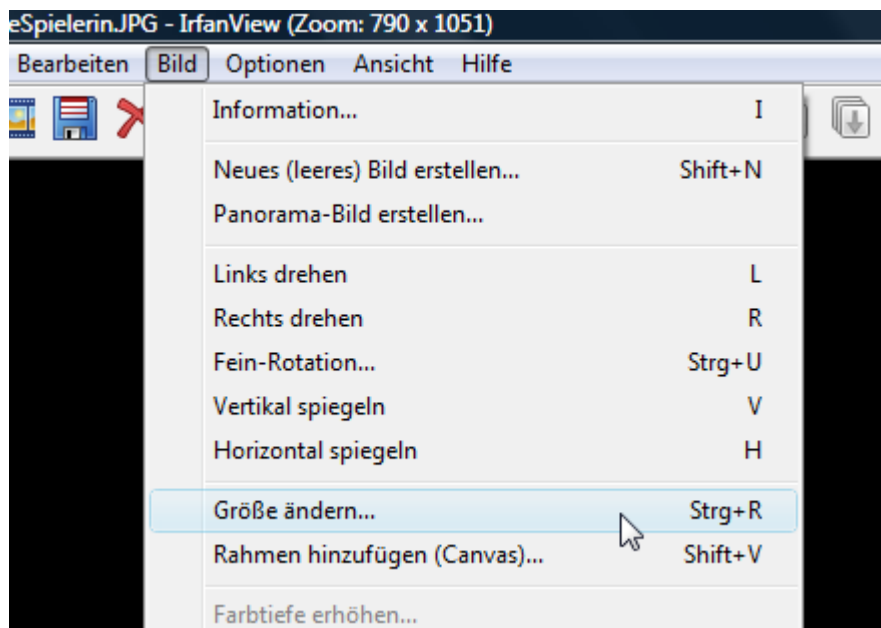 eSpielerin.JPG - IrfanView (Zoom: 790 x 1051)
Bearbeiten Bild Optionen Ansicht Hilfe
Information... I
Neues (leeres) Bild erstellen... Shift+N
Panorama-Bild erstellen...
Links drehen L
Rechts drehen R
Fein-Rotation... Strg+U
Vertikal spiegeln V
Horizontal spiegeln H
Größe ändern... Strg+R
Rahmen hinzufügen (Canvas)... Shift+V
Farbtiefe erhöhen...